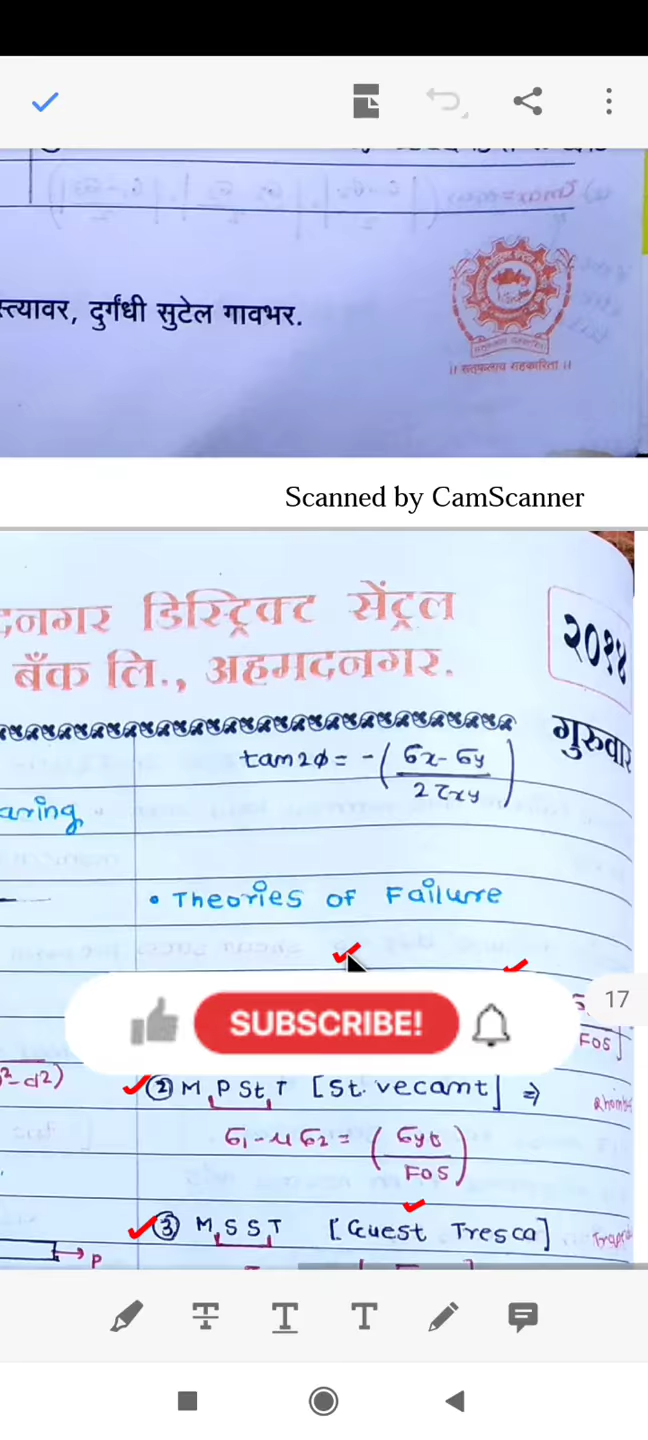 स्त्यावर, दुर्गंधी सुटेल गावभर.
Scanned by CamScanner
डिस्ट्रिक्ट सेंट्रल
बँक लि., अहमदनगर.
२०१४
गुरुवार
tan2φ = -(σx-σy / 2τxy)
aring
• Theories of Failure
17
SUBSCRIBE!
FOS]
② M P St T [St. vecant] ⇒
σ1-μσ2 = (σyt / FOS)
③ M S S T [Guest Tresca]
P